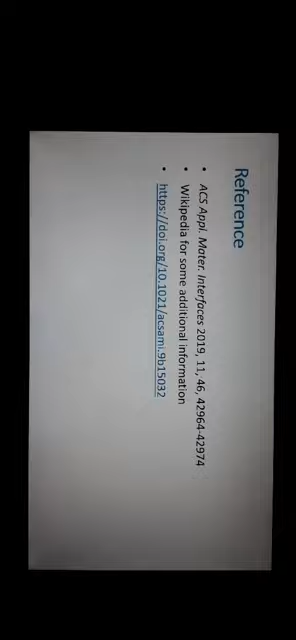 Reference
• ACS Appl. Mater. Interfaces 2019, 11, 46, 42964-42974
• Wikipedia for some additional information
• https://doi.org/10.1021/acsami.9b15032